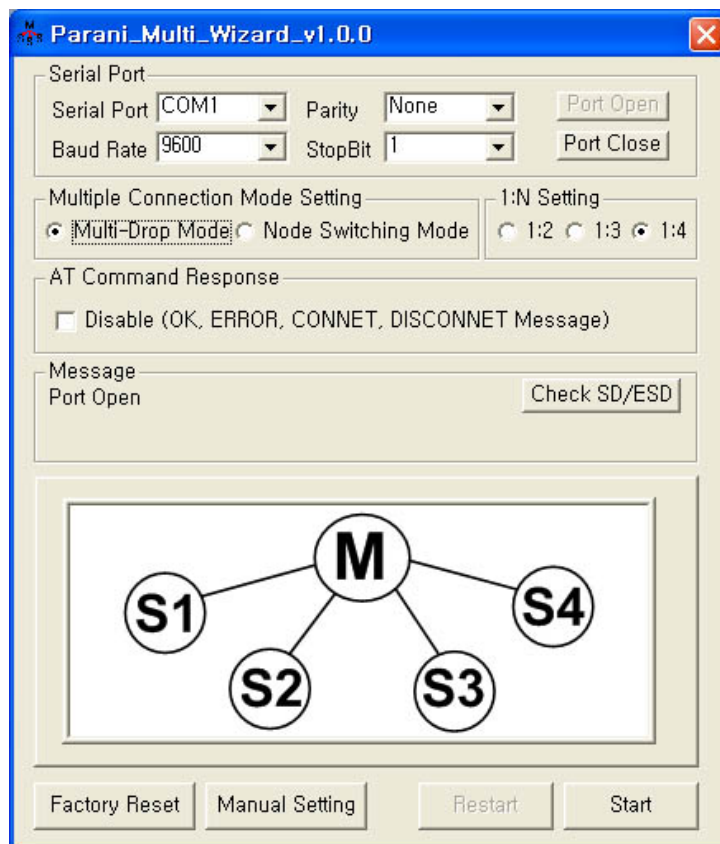 Parani_Multi_Wizard_v1.0.0
Serial Port
Serial Port COM1 Parity None Port Open
Baud Rate 9600 StopBit 1 Port Close
Multiple Connection Mode Setting 1:N Setting
Multi-Drop Mode Node Switching Mode 1:2 1:3 1:4
AT Command Response
Disable (OK, ERROR, CONNET, DISCONNET Message)
Message
Port Open Check SD/ESD
M
S1 S4
S2 S3
Factory Reset Manual Setting Restart Start